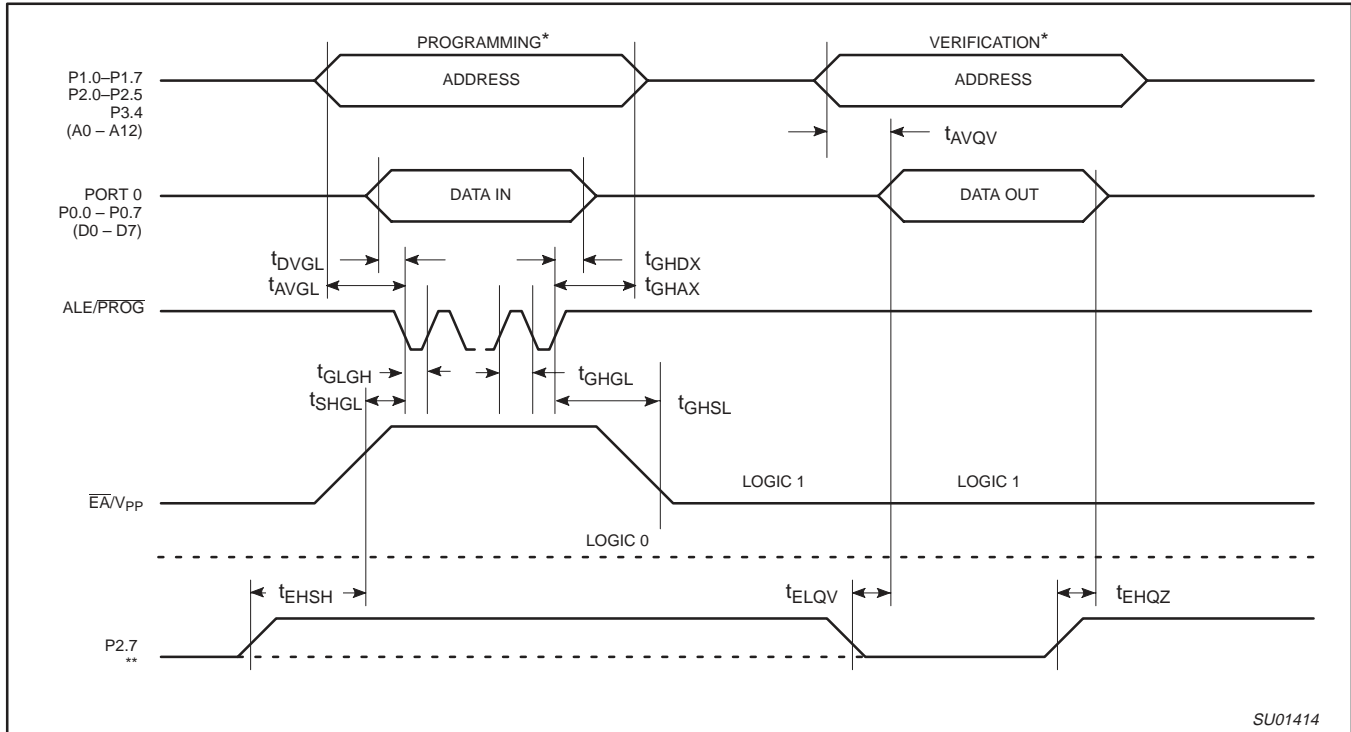 PROGRAMMING*
VERIFICATION*
P1.0–P1.7
P2.0–P2.5
P3.4
(A0 – A12)
ADDRESS
ADDRESS
tAVQV
PORT 0
P0.0 – P0.7
(D0 – D7)
DATA IN
DATA OUT
tDVGL
tGHDX
tAVGL
tGHAX
ALE/PROG
tGLGH
tGHGL
tSHGL
tGHSL
EA/VPP
LOGIC 1
LOGIC 1
LOGIC 0
tEHSH
tELQV
tEHQZ
P2.7
**
SU01414